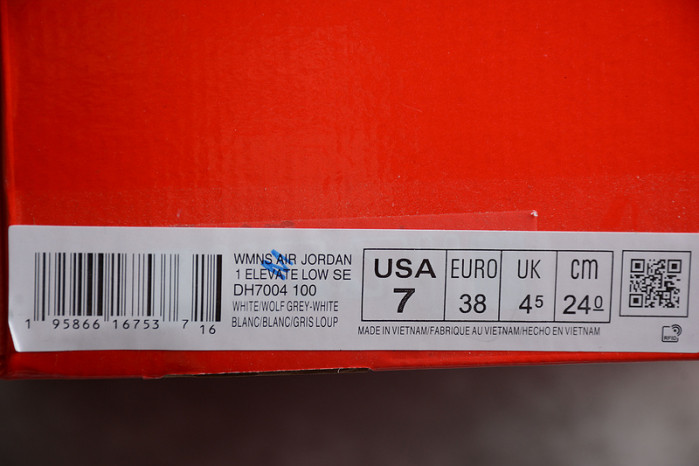 WMNS AIR JORDAN
1 ELEVATE LOW SE
DH7004 100
WHITE/WOLF GREY-WHITE
BLANC/BLANC/GRIS LOUP
1 95866 16753 7 16
USA EURO UK cm
7 38 4 5 24 0
MADE IN VIETNAM/FABRIQUE AU VIETNAM/HECHO EN VIETNAM
RFID